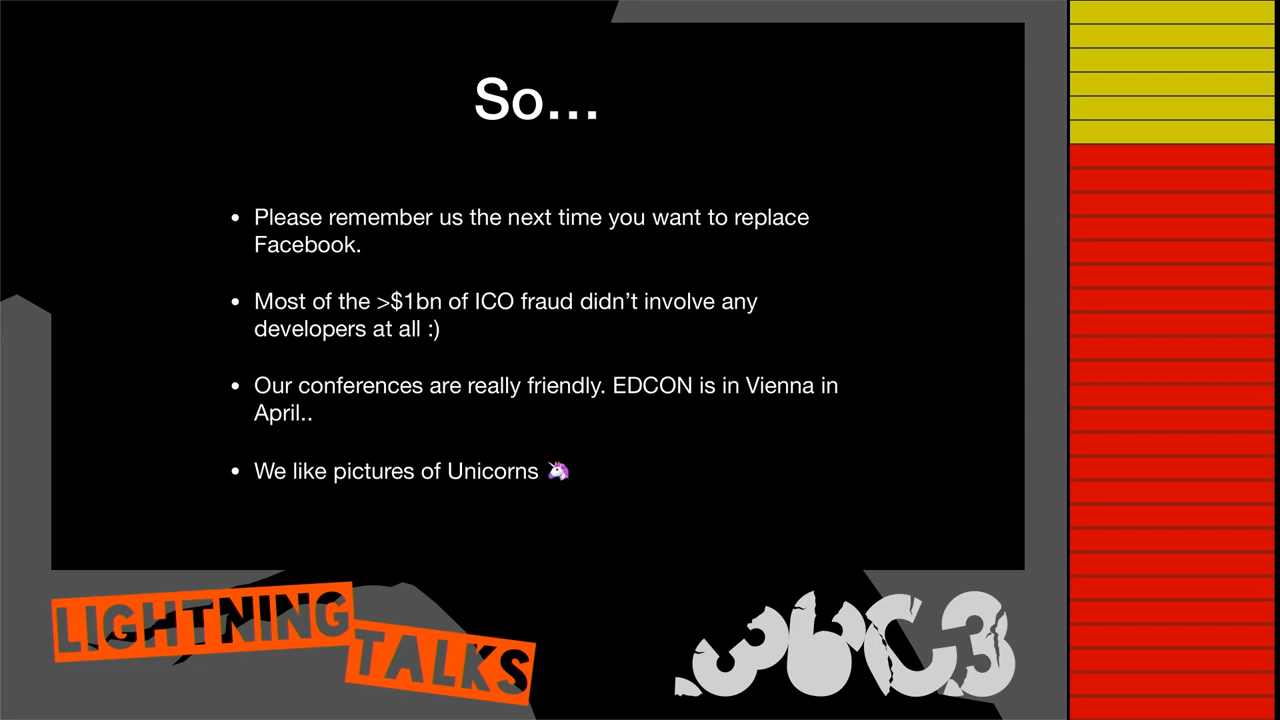 So…
• Please remember us the next time you want to replace
Facebook.
• Most of the >$1bn of ICO fraud didn’t involve any
developers at all :)
• Our conferences are really friendly. EDCON is in Vienna in
April..
• We like pictures of Unicorns 🦄
LIGHTNING
TALKS
.36C3